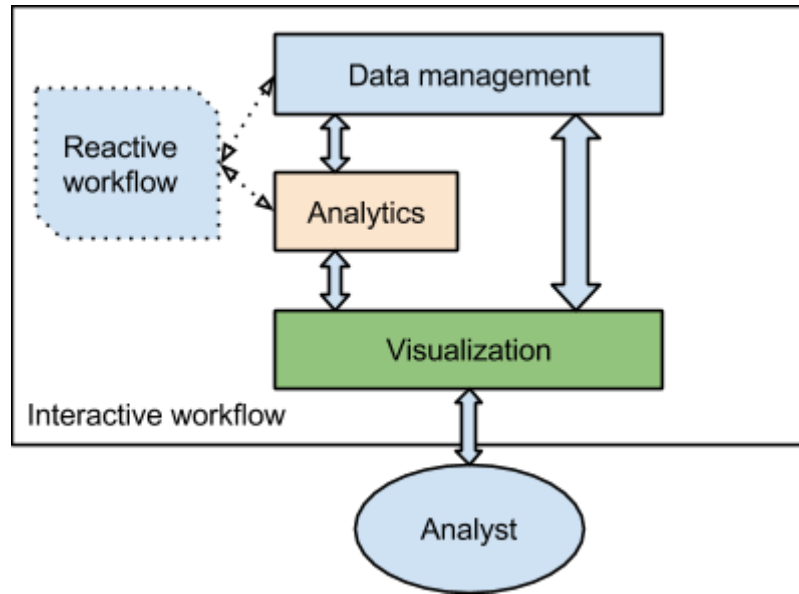 Data management
Reactive
workflow
Analytics
Visualization
Interactive workflow
Analyst